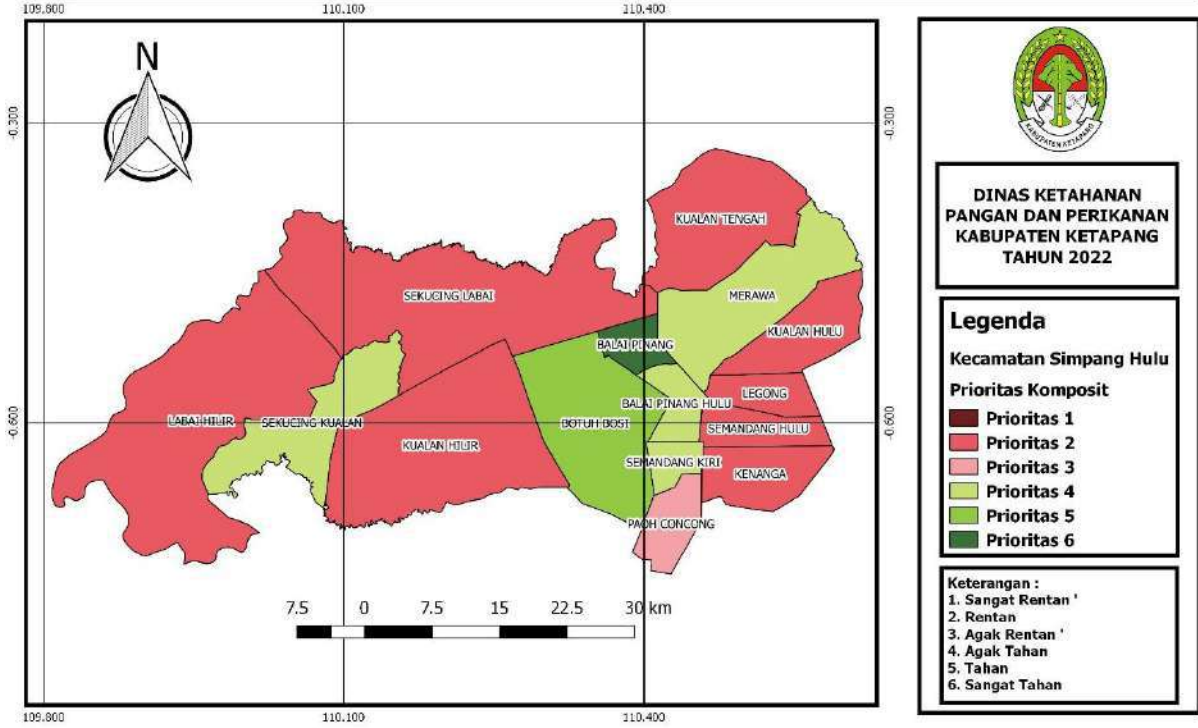 109.800
110.100
110.400
N
-0.300
-0.300
KUALAN TENGAH
SEKUCING LABAI
MERAWA
KUALAN HULU
BALAI PINANG
LEGONG
BALAI PINANG HULU
LABAI HILIR
SEKUCING KUALAN
BOTUH BOSI
SEMANDANG HULU
-0.600
-0.600
KUALAN HILIR
SEMANDANG KIRI
KENANGA
PAOH CONCONG
7.5 0 7.5 15 22.5 30 km
109.800
110.100
110.400
KABUPATEN KETAPANG
DINAS KETAHANAN
PANGAN DAN PERIKANAN
KABUPATEN KETAPANG
TAHUN 2022
Legenda
Kecamatan Simpang Hulu
Prioritas Komposit
Prioritas 1
Prioritas 2
Prioritas 3
Prioritas 4
Prioritas 5
Prioritas 6
Keterangan :
1. Sangat Rentan '
2. Rentan
3. Agak Rentan '
4. Agak Tahan
5. Tahan
6. Sangat Tahan